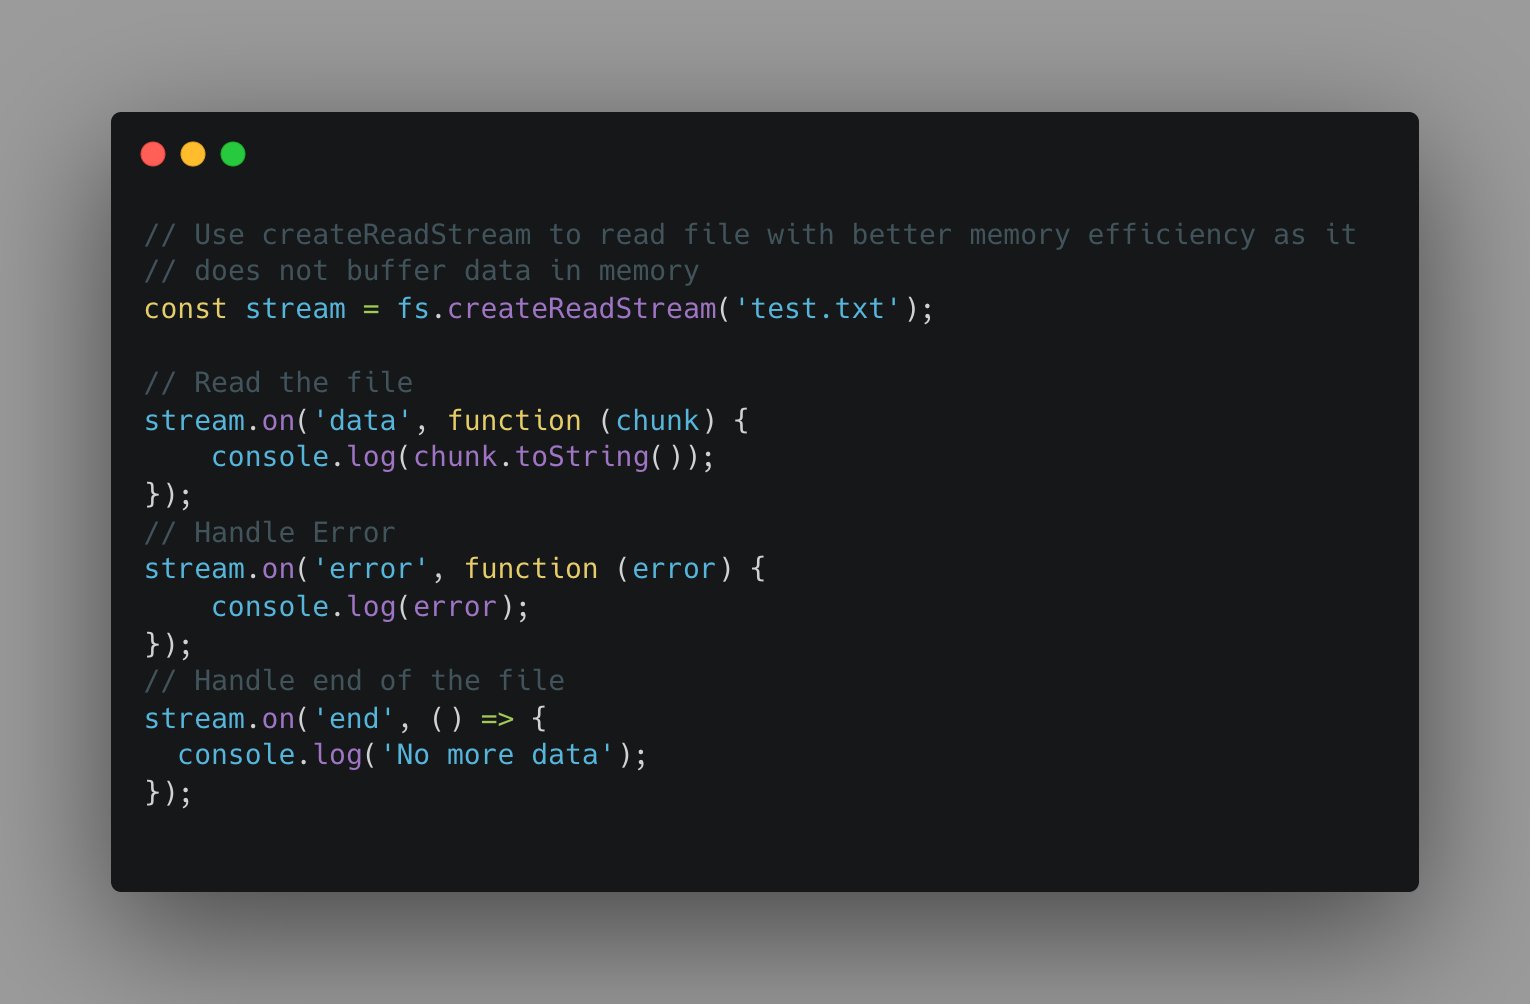 // Use createReadStream to read file with better memory efficiency as it
// does not buffer data in memory
const stream = fs.createReadStream('test.txt');

// Read the file
stream.on('data', function (chunk) {
    console.log(chunk.toString());
});
// Handle Error
stream.on('error', function (error) {
    console.log(error);
});
// Handle end of the file
stream.on('end', () => {
  console.log('No more data');
});